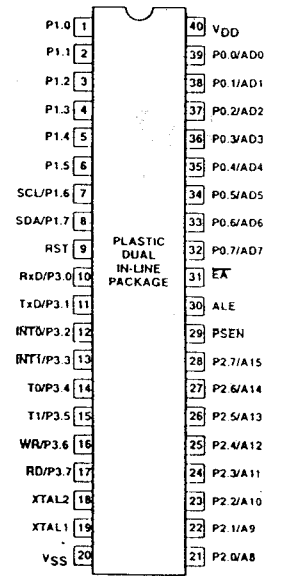 P1.0 1
P1.1 2
P1.2 3
P1.3 4
P1.4 5
P1.5 6
SCL/P1.6 7
SDA/P1.7 8
RST 9
RxD/P3.0 10
TxD/P3.1 11
INT0/P3.2 12
INT1/P3.3 13
T0/P3.4 14
T1/P3.5 15
WR/P3.6 16
RD/P3.7 17
XTAL2 18
XTAL1 19
VSS 20
PLASTIC
DUAL
IN-LINE
PACKAGE
40 VDD
39 P0.0/AD0
38 P0.1/AD1
37 P0.2/AD2
36 P0.3/AD3
35 P0.4/AD4
34 P0.5/AD5
33 P0.6/AD6
32 P0.7/AD7
31 EA
30 ALE
29 PSEN
28 P2.7/A15
27 P2.6/A14
26 P2.5/A13
25 P2.4/A12
24 P2.3/A11
23 P2.2/A10
22 P2.1/A9
21 P2.0/A8